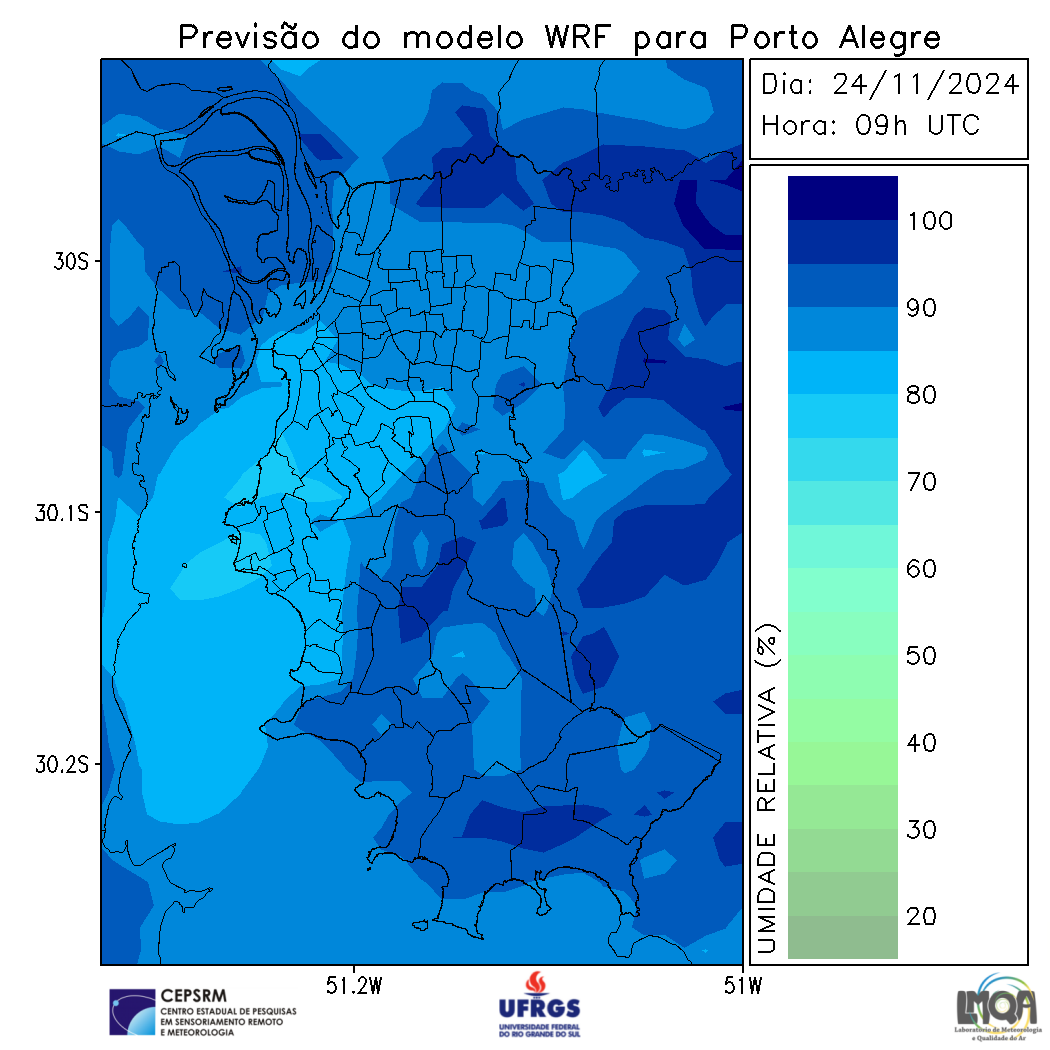 Previsão do modelo WRF para Porto Alegre
Dia: 24/11/2024
Hora: 09h UTC
100
90
80
70
60
50
40
30
20
UMIDADE RELATIVA (%)
30S
30.1S
30.2S
51.2W
51W
CEPSRM
CENTRO ESTADUAL DE PESQUISAS
EM SENSORIAMENTO REMOTO
E METEOROLOGIA
UFRGS
UNIVERSIDADE FEDERAL
DO RIO GRANDE DO SUL
LMQA
Laboratório de Meteorologia
e Qualidade do Ar